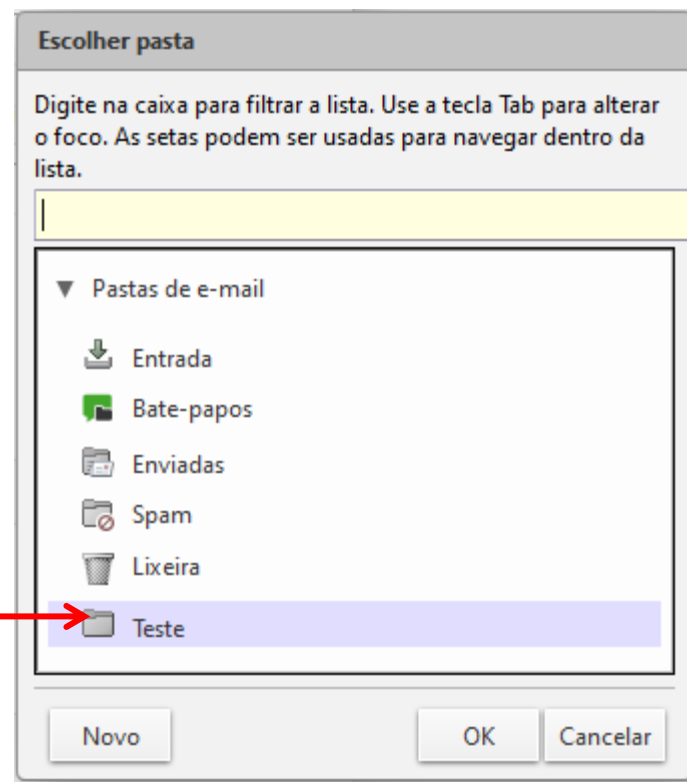 Escolher pasta
Digite na caixa para filtrar a lista. Use a tecla Tab para alterar
o foco. As setas podem ser usadas para navegar dentro da
lista.
Pastas de e-mail
Entrada
Bate-papos
Enviadas
Spam
Lixeira
Teste
Novo OK Cancelar